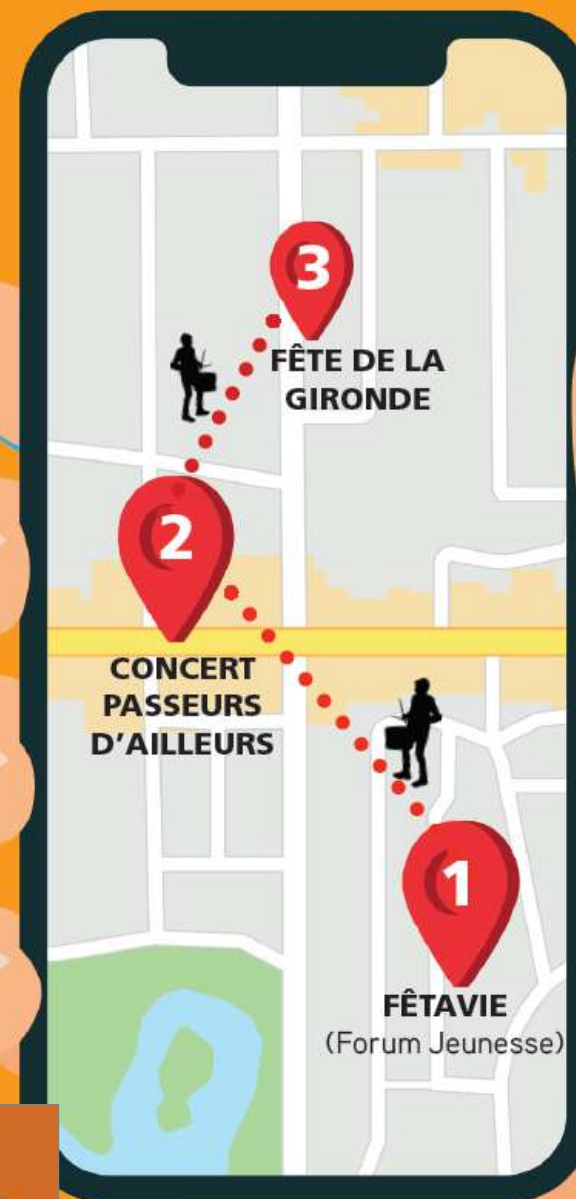 3
FÊTE DE LA
GIRONDE
2
CONCERT
PASSEURS
D'AILLEURS
1
FÊTAVIE
(Forum Jeunesse)